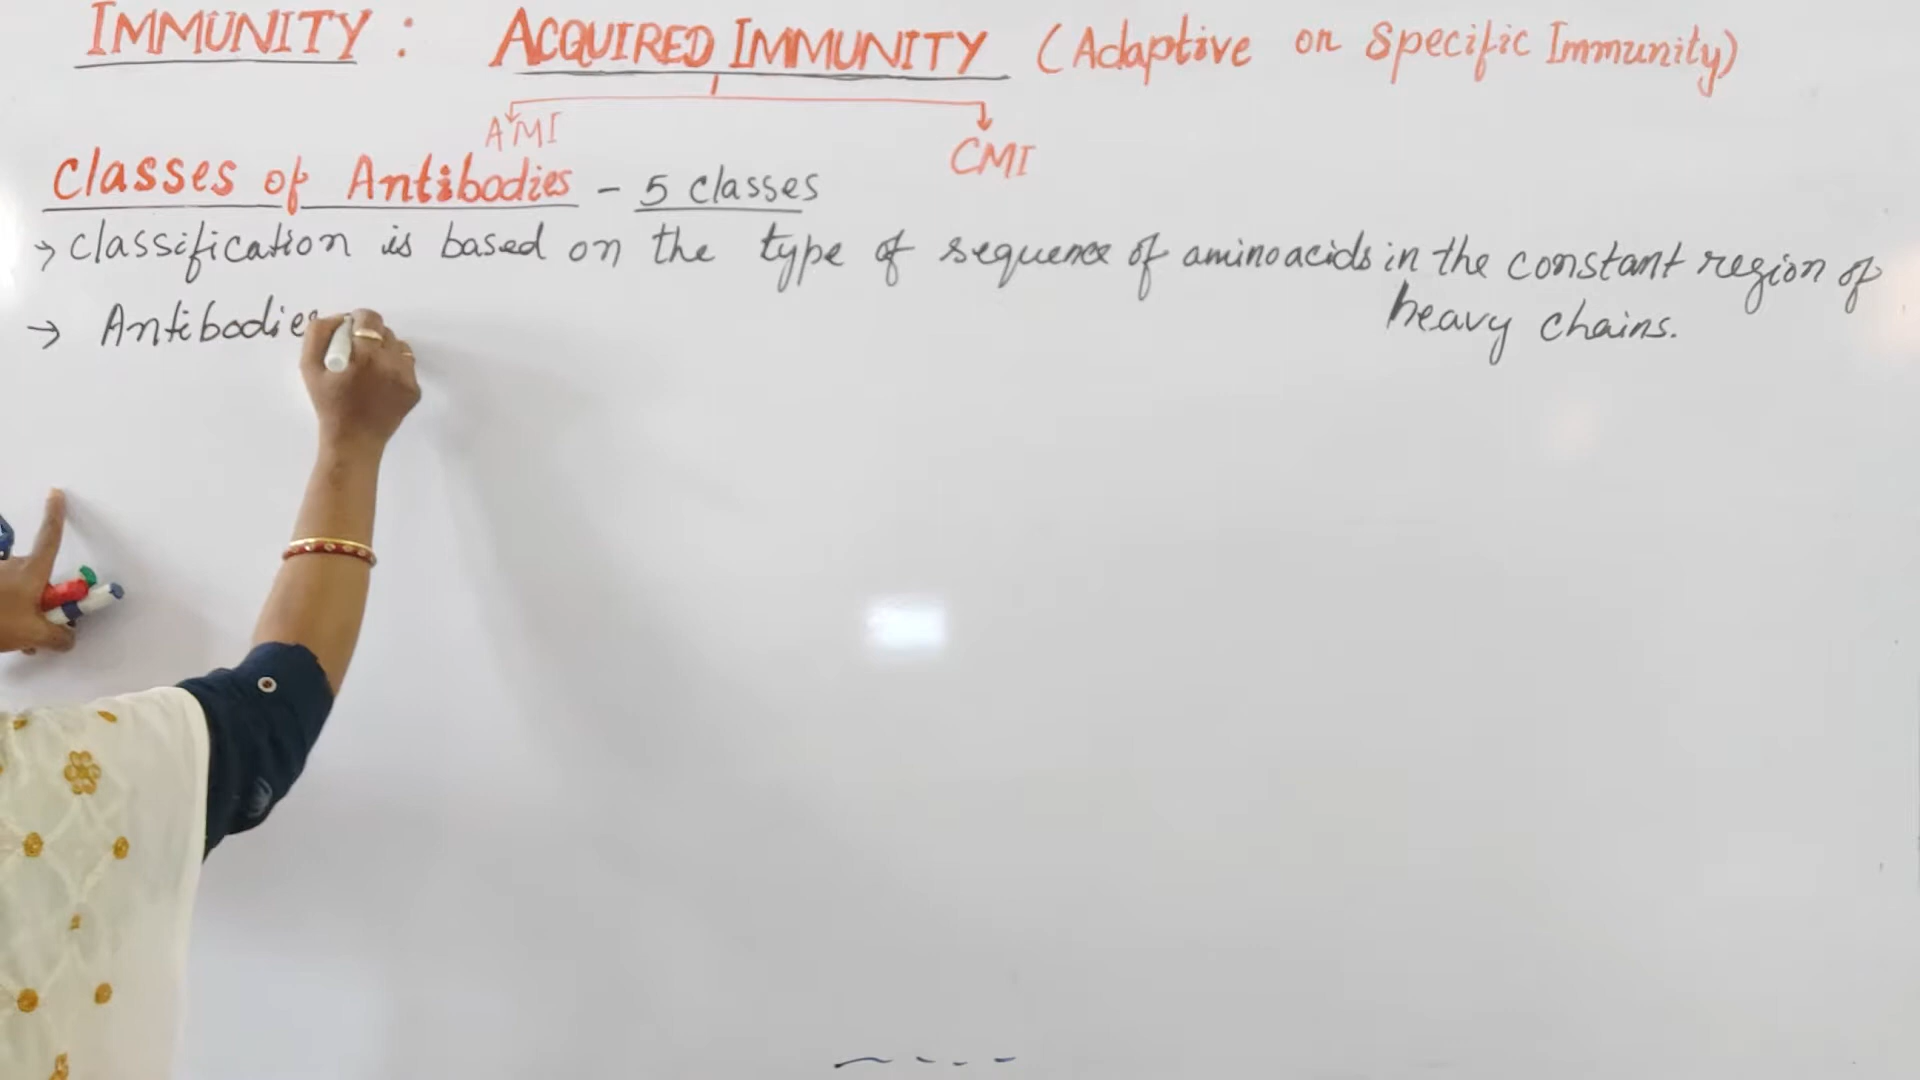 IMMUNITY : ACQUIRED IMMUNITY (Adaptive or Specific Immunity)
AMI CMI
Classes of Antibodies - 5 classes
→ Classification is based on the type of sequence of aminoacids in the constant region of
heavy chains.
→ Antibodies